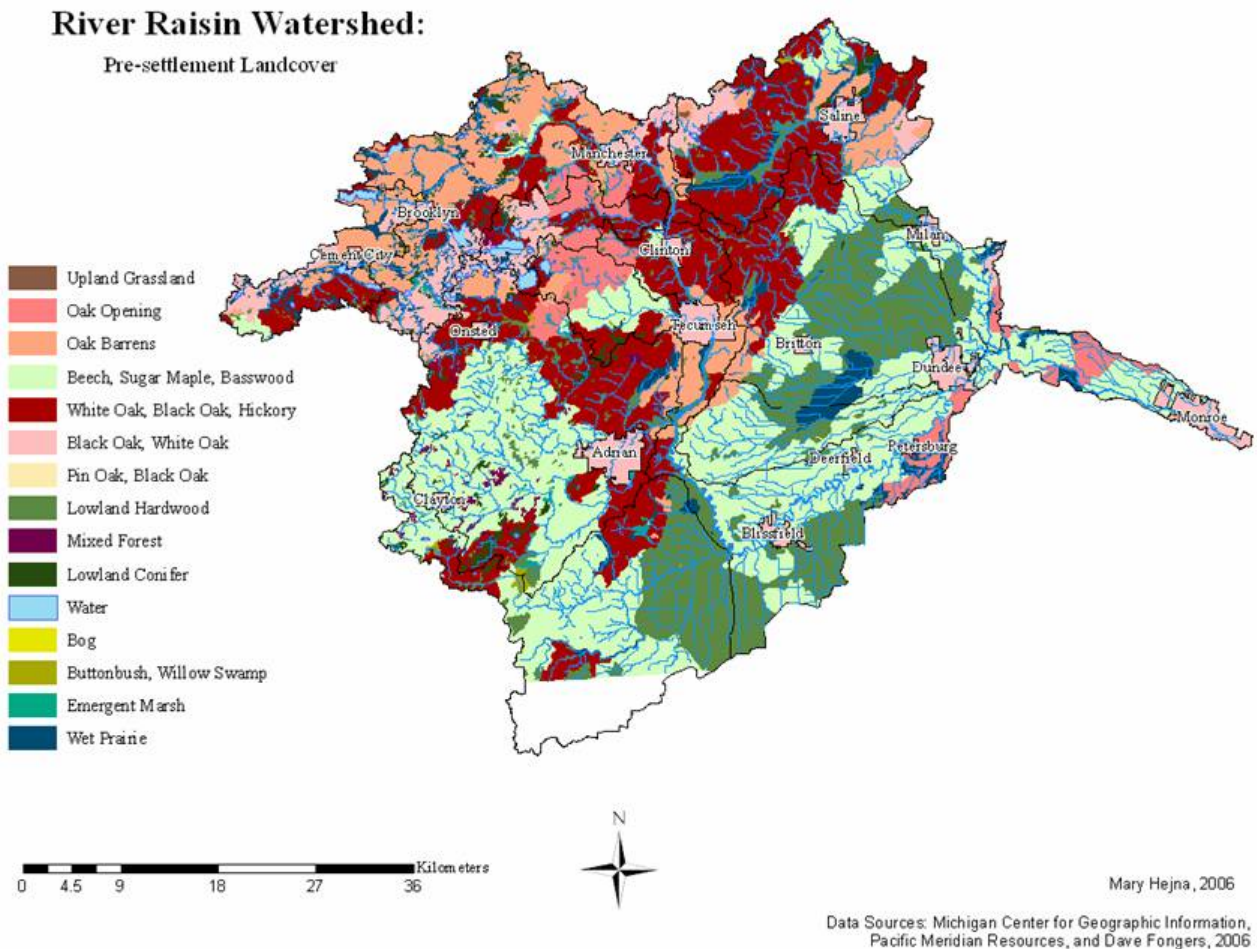 River Raisin Watershed:
Pre-settlement Landcover
Saline
Manchester
Brooklyn
Milan
Clinton
Cement City
Upland Grassland
Oak Opening
Tecumseh
Onsted
Oak Barrens
Britton
Dundee
Beech, Sugar Maple, Basswood
White Oak, Black Oak, Hickory
Monroe
Black Oak, White Oak
Petersburg
Adrian
Deerfield
Pin Oak, Black Oak
Clayton
Lowland Hardwood
Blissfield
Mixed Forest
Lowland Conifer
Water
Bog
Buttonbush, Willow Swamp
Emergent Marsh
Wet Prairie
N
Kilometers
0 4.5 9 18 27 36
Mary Hejna, 2006
Data Sources: Michigan Center for Geographic Information,
Pacific Meridian Resources, and Dave Fongers, 2006